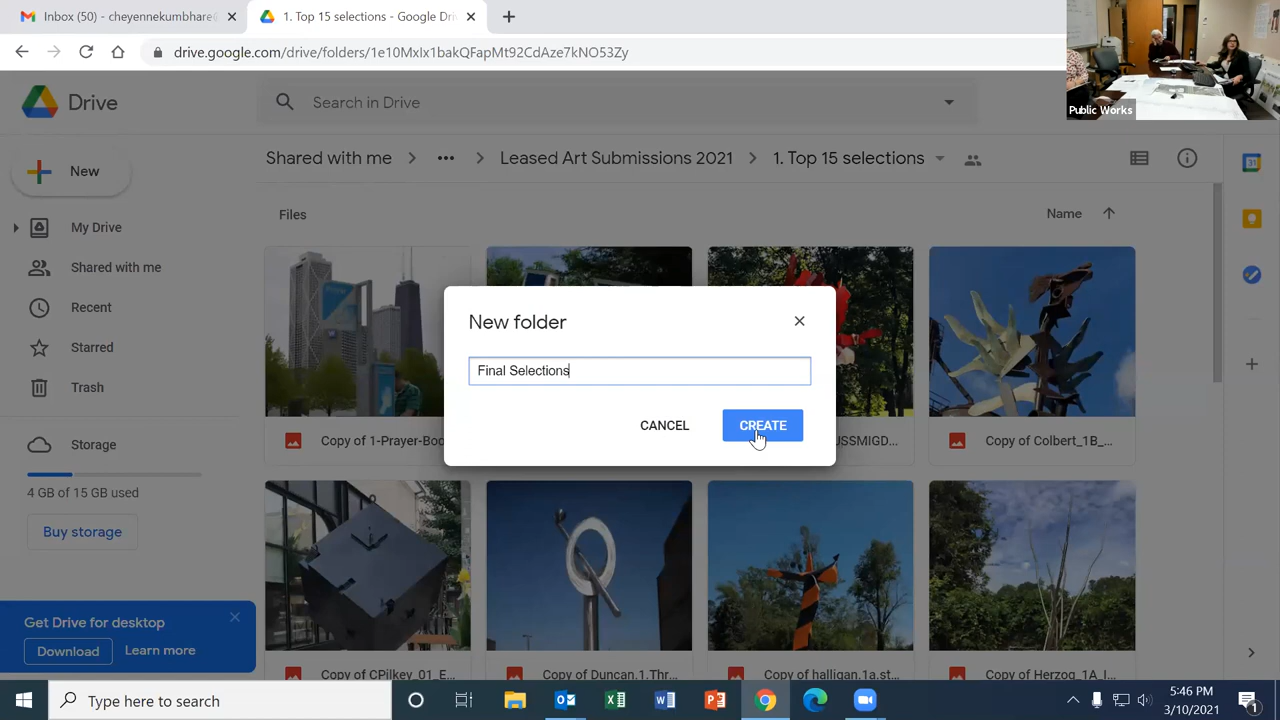 Inbox (50) - cheyennekumbhare@
1. Top 15 selections - Google Dri
drive.google.com/drive/folders/1e10MxIx1bakQFapMt92CdAze7kNO53Zy
Public Works
Drive
Search in Drive
New
Shared with me
Leased Art Submissions 2021
1. Top 15 selections
My Drive
Shared with me
Recent
Starred
Trash
Storage
4 GB of 15 GB used
Buy storage
Files
Name
New folder
Final Selections
CANCEL
CREATE
Copy of 1-Prayer-Boo
USSMIGD...
Copy of Colbert_1B_...
Copy of CPilkey_01_E...
Copy of Duncan.1.Thr...
Copy of halligan.1a.st...
Copy of Herzog_1A_I...
Get Drive for desktop
Download
Learn more
Type here to search
5:46 PM
3/10/2021
1